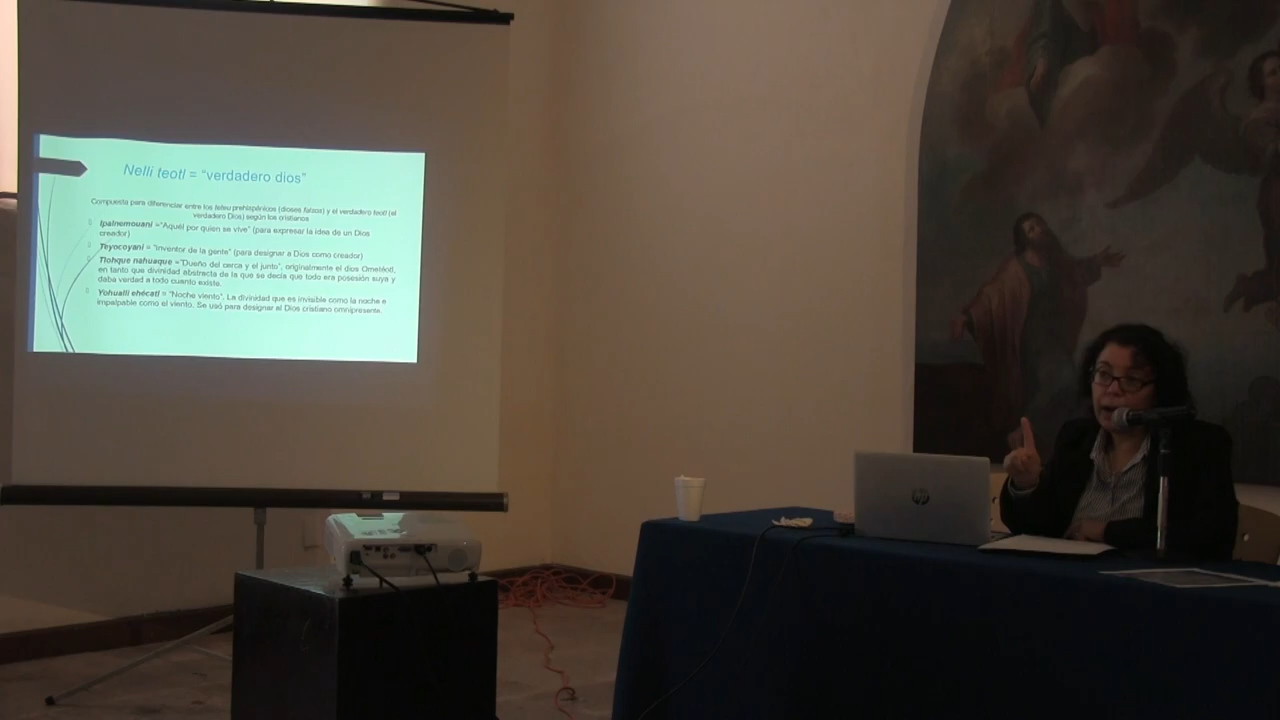 Nelli teotl = "verdadero dios"
Compuesta para diferenciar entre los teteu prehispánicos (dioses falsos) y el verdadero teotl (el
verdadero Dios) según los cristianos
Ipalnemouani ="Aquél por quien se vive" (para expresar la idea de un Dios
creador)
Teyocoyani = "Inventor de la gente" (para designar a Dios como creador)
Tlohque nahuaque ="Dueño del cerca y el junto", originalmente el dios Ometéotl,
en tanto que divinidad abstracta de la que se decía que todo era posesión suya y
daba verdad a todo cuanto existe.
Yohualli ehécatl = "Noche viento". La divinidad que es invisible como la noche e
impalpable como el viento. Se usó para designar al Dios cristiano omnipresente.
hp